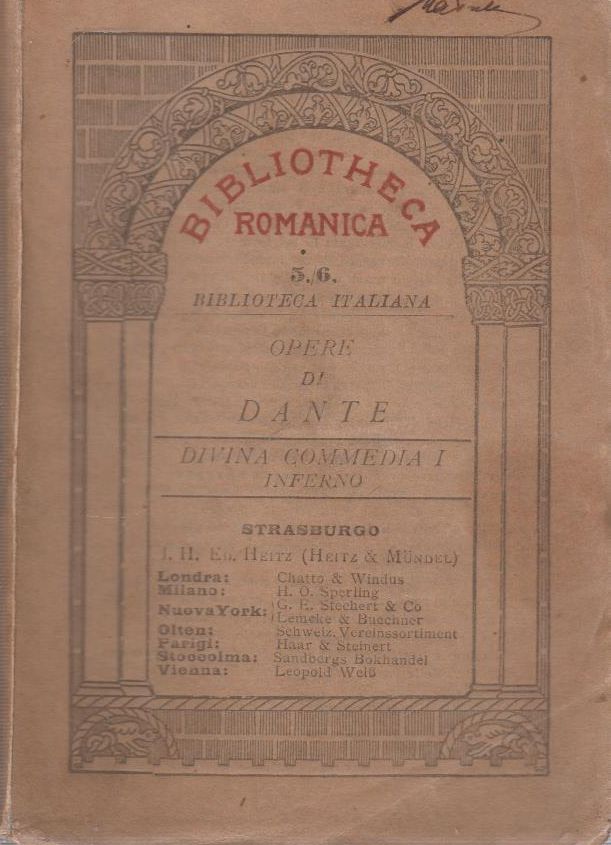 BIBLIOTHECA
ROMANICA
5./6.
BIBLIOTECA ITALIANA
OPERE
DI
DANTE
DIVINA COMMEDIA I
INFERNO
STRASBURGO
J. H. ED. HEITZ (HEITZ & MÜNDEL)
Londra: Chatto & Windus
Milano: H. O. Sperling
Nuova York: G. E. Stechert & Co
Lemcke & Buechner
Olten: Schweiz. Vereinssortiment
Parigi: Haar & Steinert
Stoccolma: Sandbergs Bokhandel
Vienna: Leopold Weiß